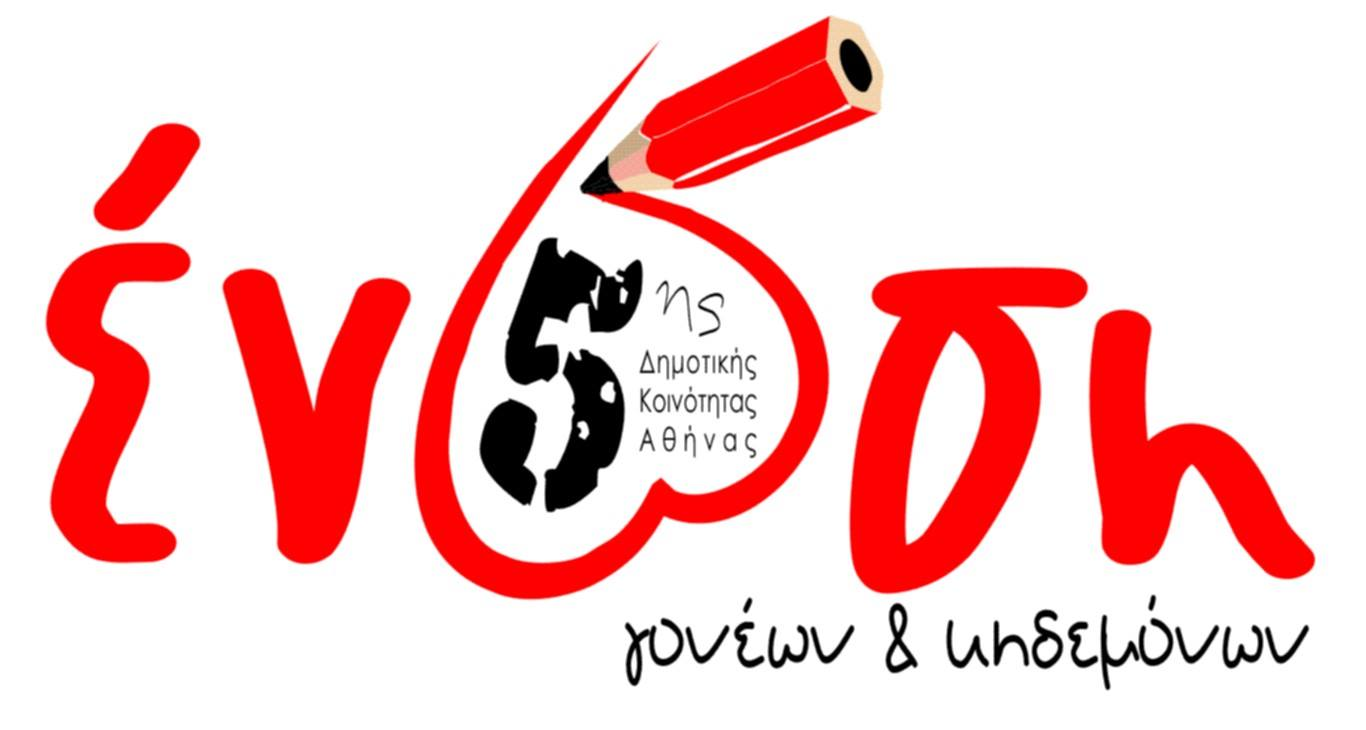 ένωση
5ης
Δημοτικής
Κοινότητας
Αθήνας
γονέων & κηδεμόνων